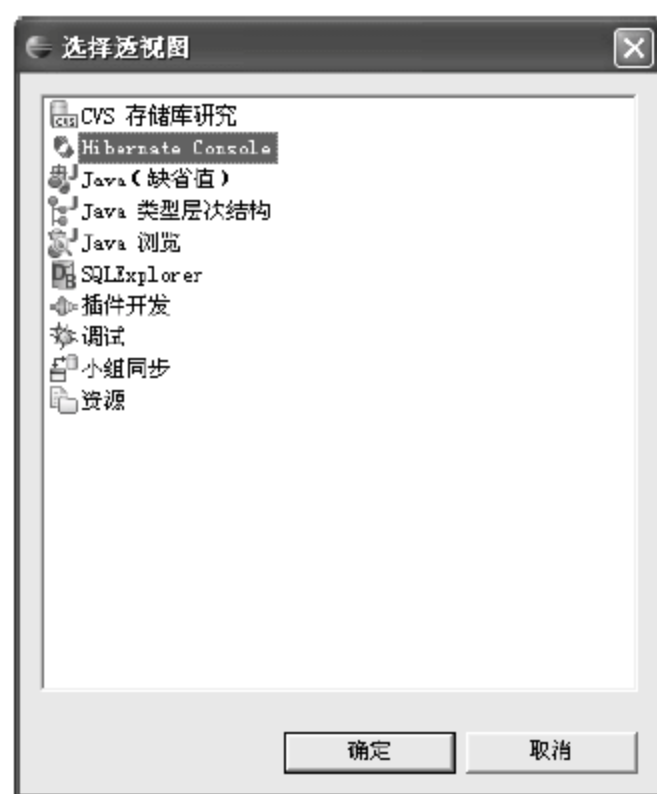 选择透视图
CVS 存储库研究
Hibernate Console
Java(缺省值)
Java 类型层次结构
Java 浏览
SQLExplorer
插件开发
调试
小组同步
资源
确定
取消